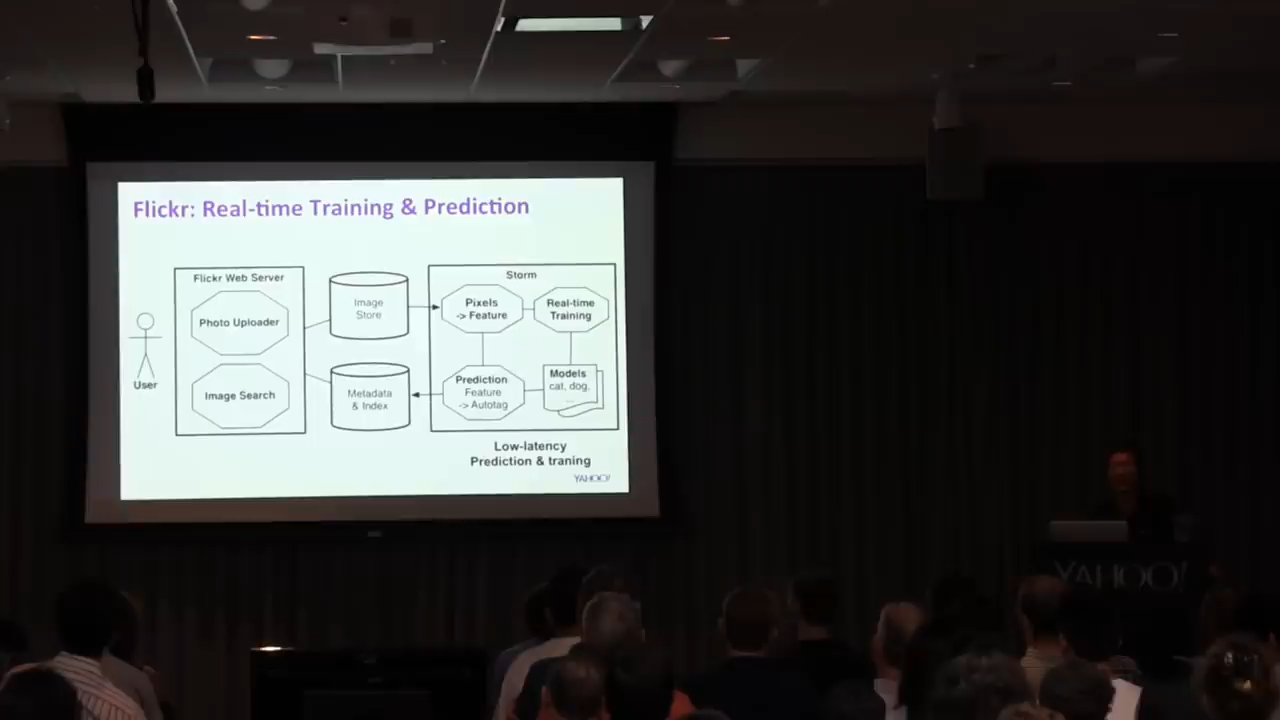 Flickr: Real-time Training & Prediction
Flickr Web Server
Photo Uploader
Image Search
User
Image
Store
Metadata
& Index
Storm
Pixels
-> Feature
Real-time
Training
Prediction
Feature
-> Autotag
Models
cat, dog,
...
Low-latency
Prediction & traning
YAHOO!
YAHOO!